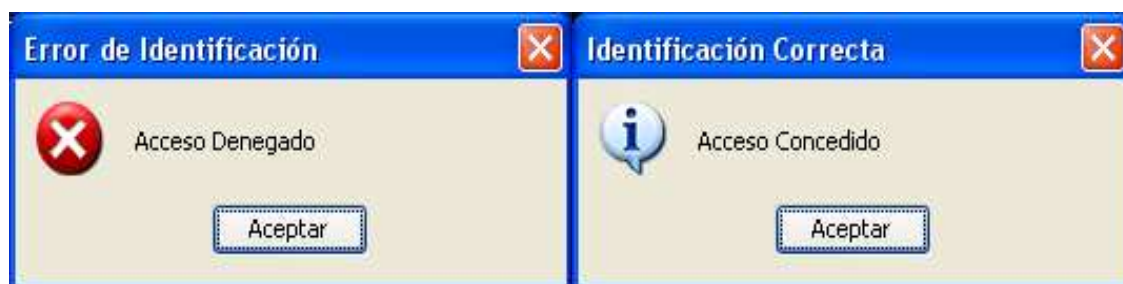 Error de Identificación
Acceso Denegado
Aceptar
Identificación Correcta
Acceso Concedido
Aceptar